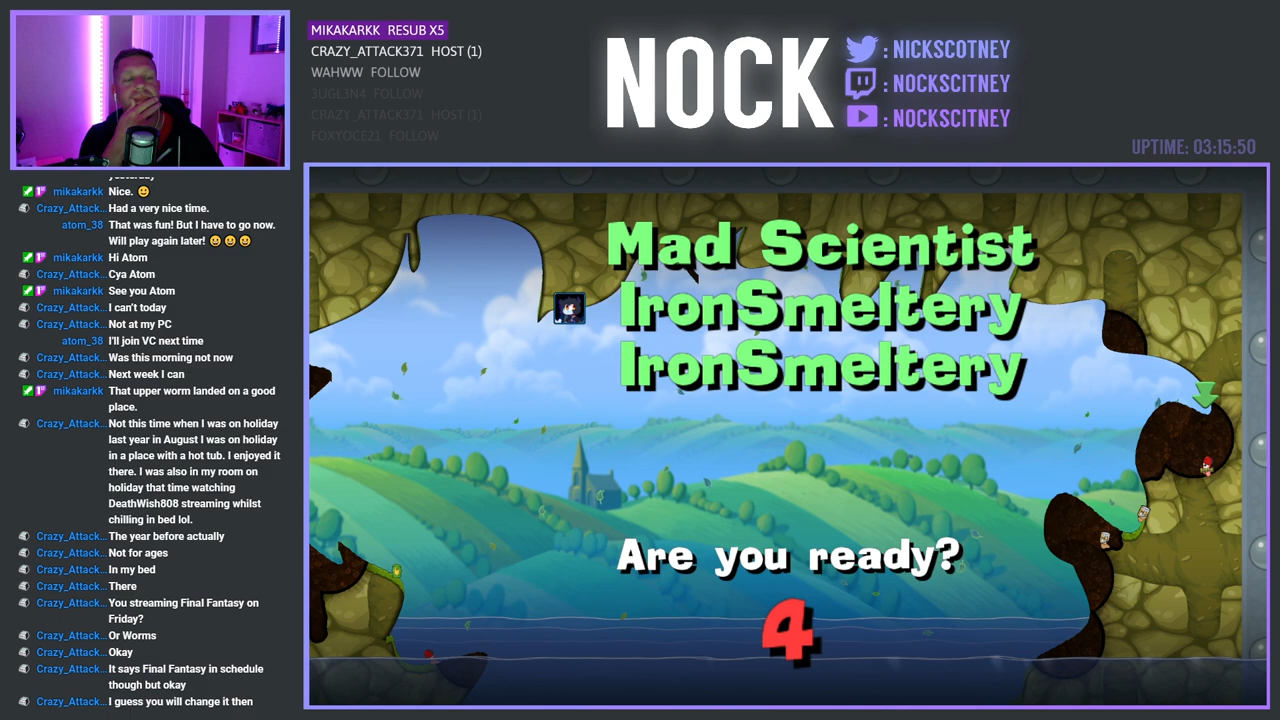 MIKAKARKK RESUB X5
CRAZY_ATTACK371 HOST (1)
WAHWW FOLLOW
3UGL3N4 FOLLOW
CRAZY_ATTACK371 HOST (1)
FOXYOCE21 FOLLOW
NOCK
: NICKSCOTNEY
: NOCKSCITNEY
: NOCKSCITNEY
UPTIME: 03:15:50
yesterday
mikakarkk Nice.
Crazy_Attack... Had a very nice time.
atom_38 That was fun! But I have to go now.
Will play again later!
mikakarkk Hi Atom
Crazy_Attack... Cya Atom
mikakarkk See you Atom
Crazy_Attack... I can't today
Crazy_Attack... Not at my PC
atom_38 I'll join VC next time
Crazy_Attack... Was this morning not now
Crazy_Attack... Next week I can
mikakarkk That upper worm landed on a good
place.
Crazy_Attack... Not this time when I was on holiday
last year in August I was on holiday
in a place with a hot tub. I enjoyed it
there. I was also in my room on
holiday that time watching
DeathWish808 streaming whilst
chilling in bed lol.
Crazy_Attack... The year before actually
Crazy_Attack... Not for ages
Crazy_Attack... In my bed
Crazy_Attack... There
Crazy_Attack... You streaming Final Fantasy on
Friday?
Crazy_Attack... Or Worms
Crazy_Attack... Okay
Crazy_Attack... It says Final Fantasy in schedule
though but okay
Crazy_Attack... I guess you will change it then
Mad Scientist
IronSmeltery
IronSmeltery
Are you ready?
4